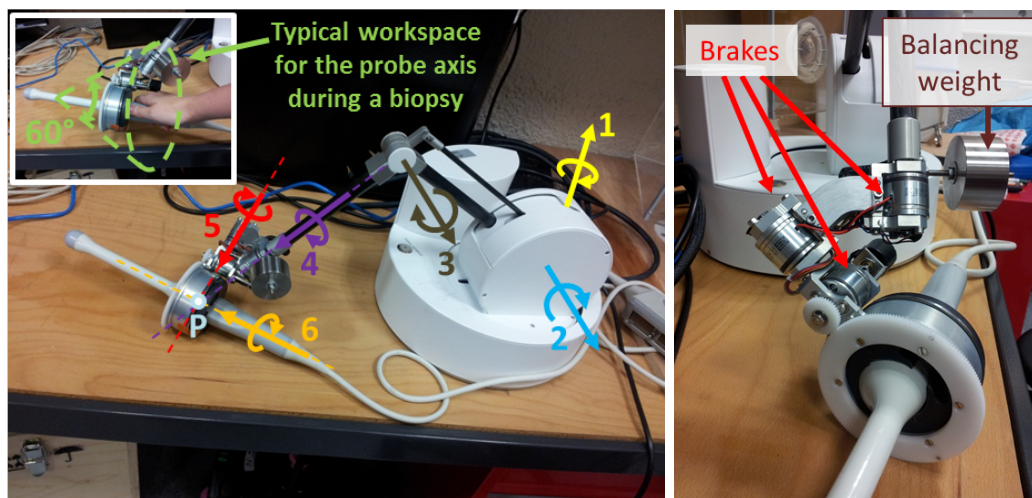 Typical workspace
for the probe axis
during a biopsy
60°
1
5
4
3
2
6
P
Brakes
Balancing
weight